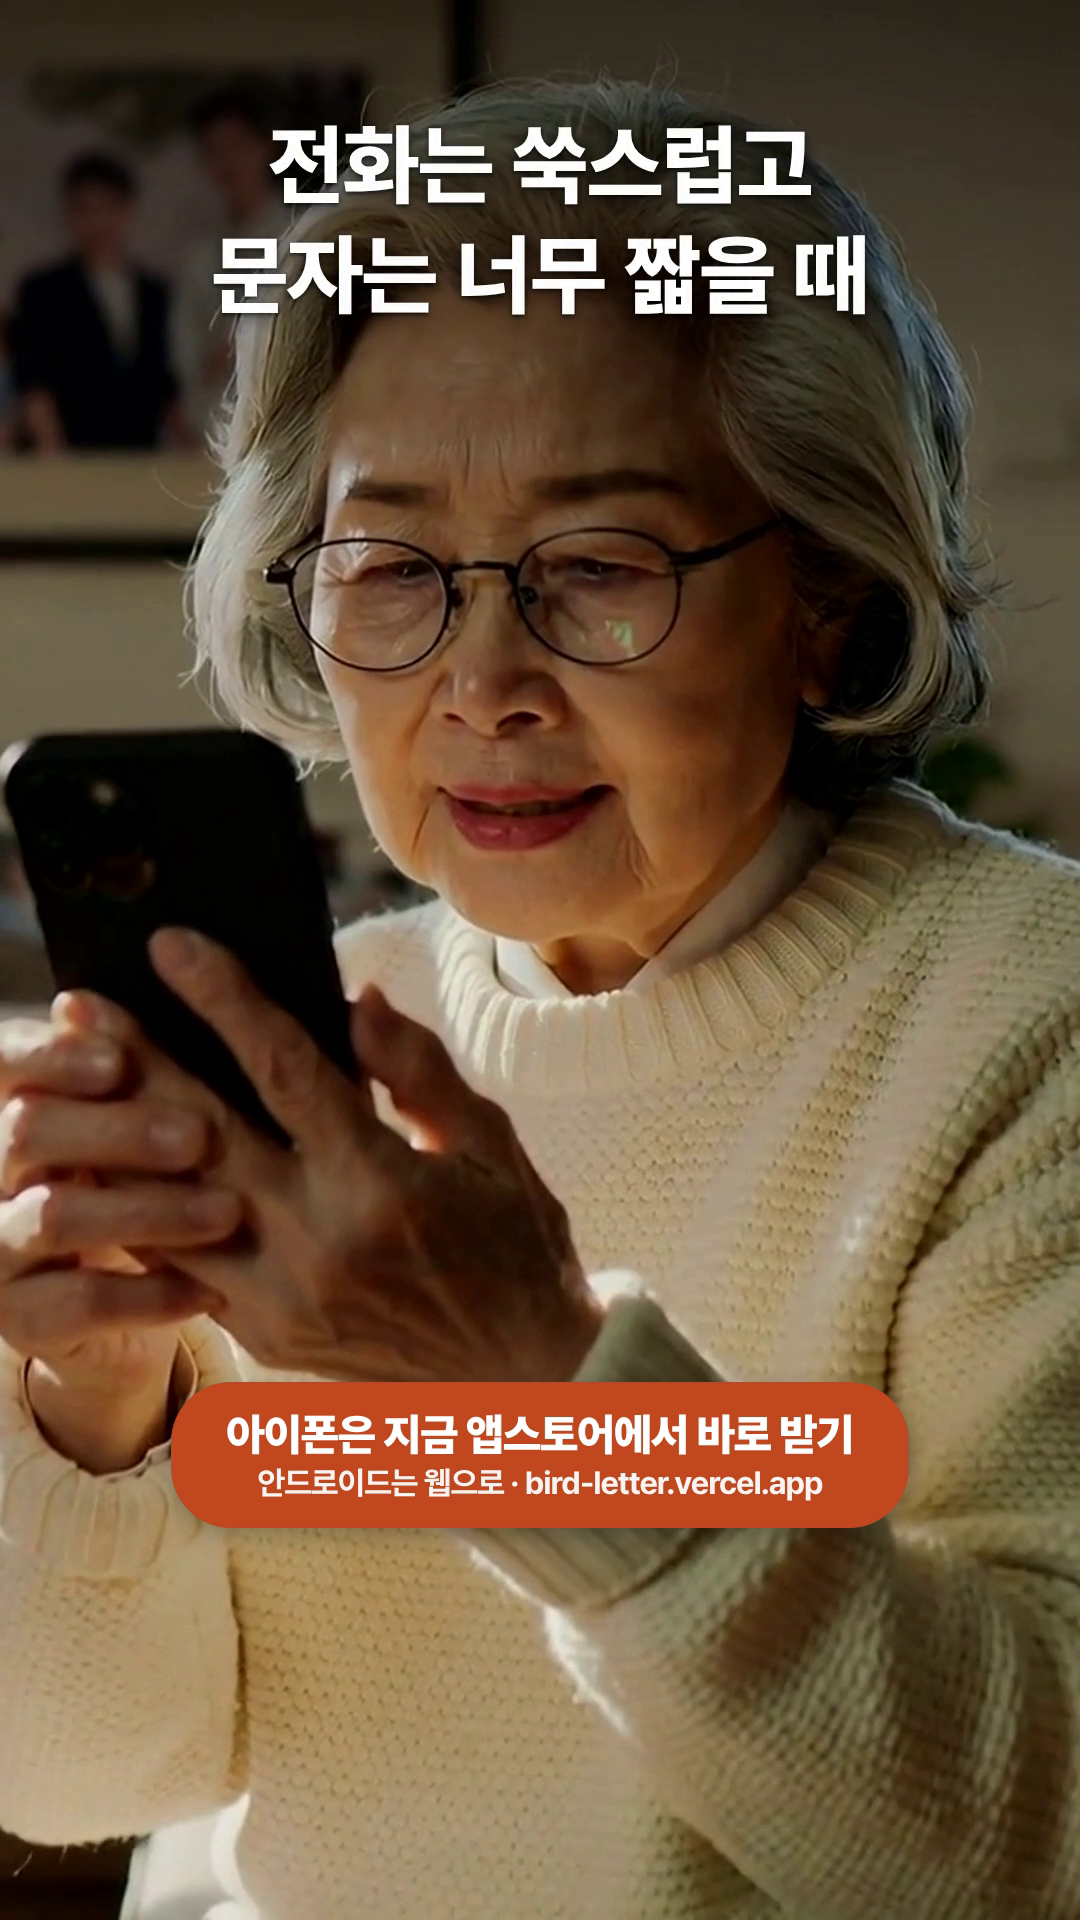 전화는 쑥스럽고
문자는 너무 짧을 때
아이폰은 지금 앱스토어에서 바로 받기
안드로이드는 웹으로 · bird-letter.vercel.app